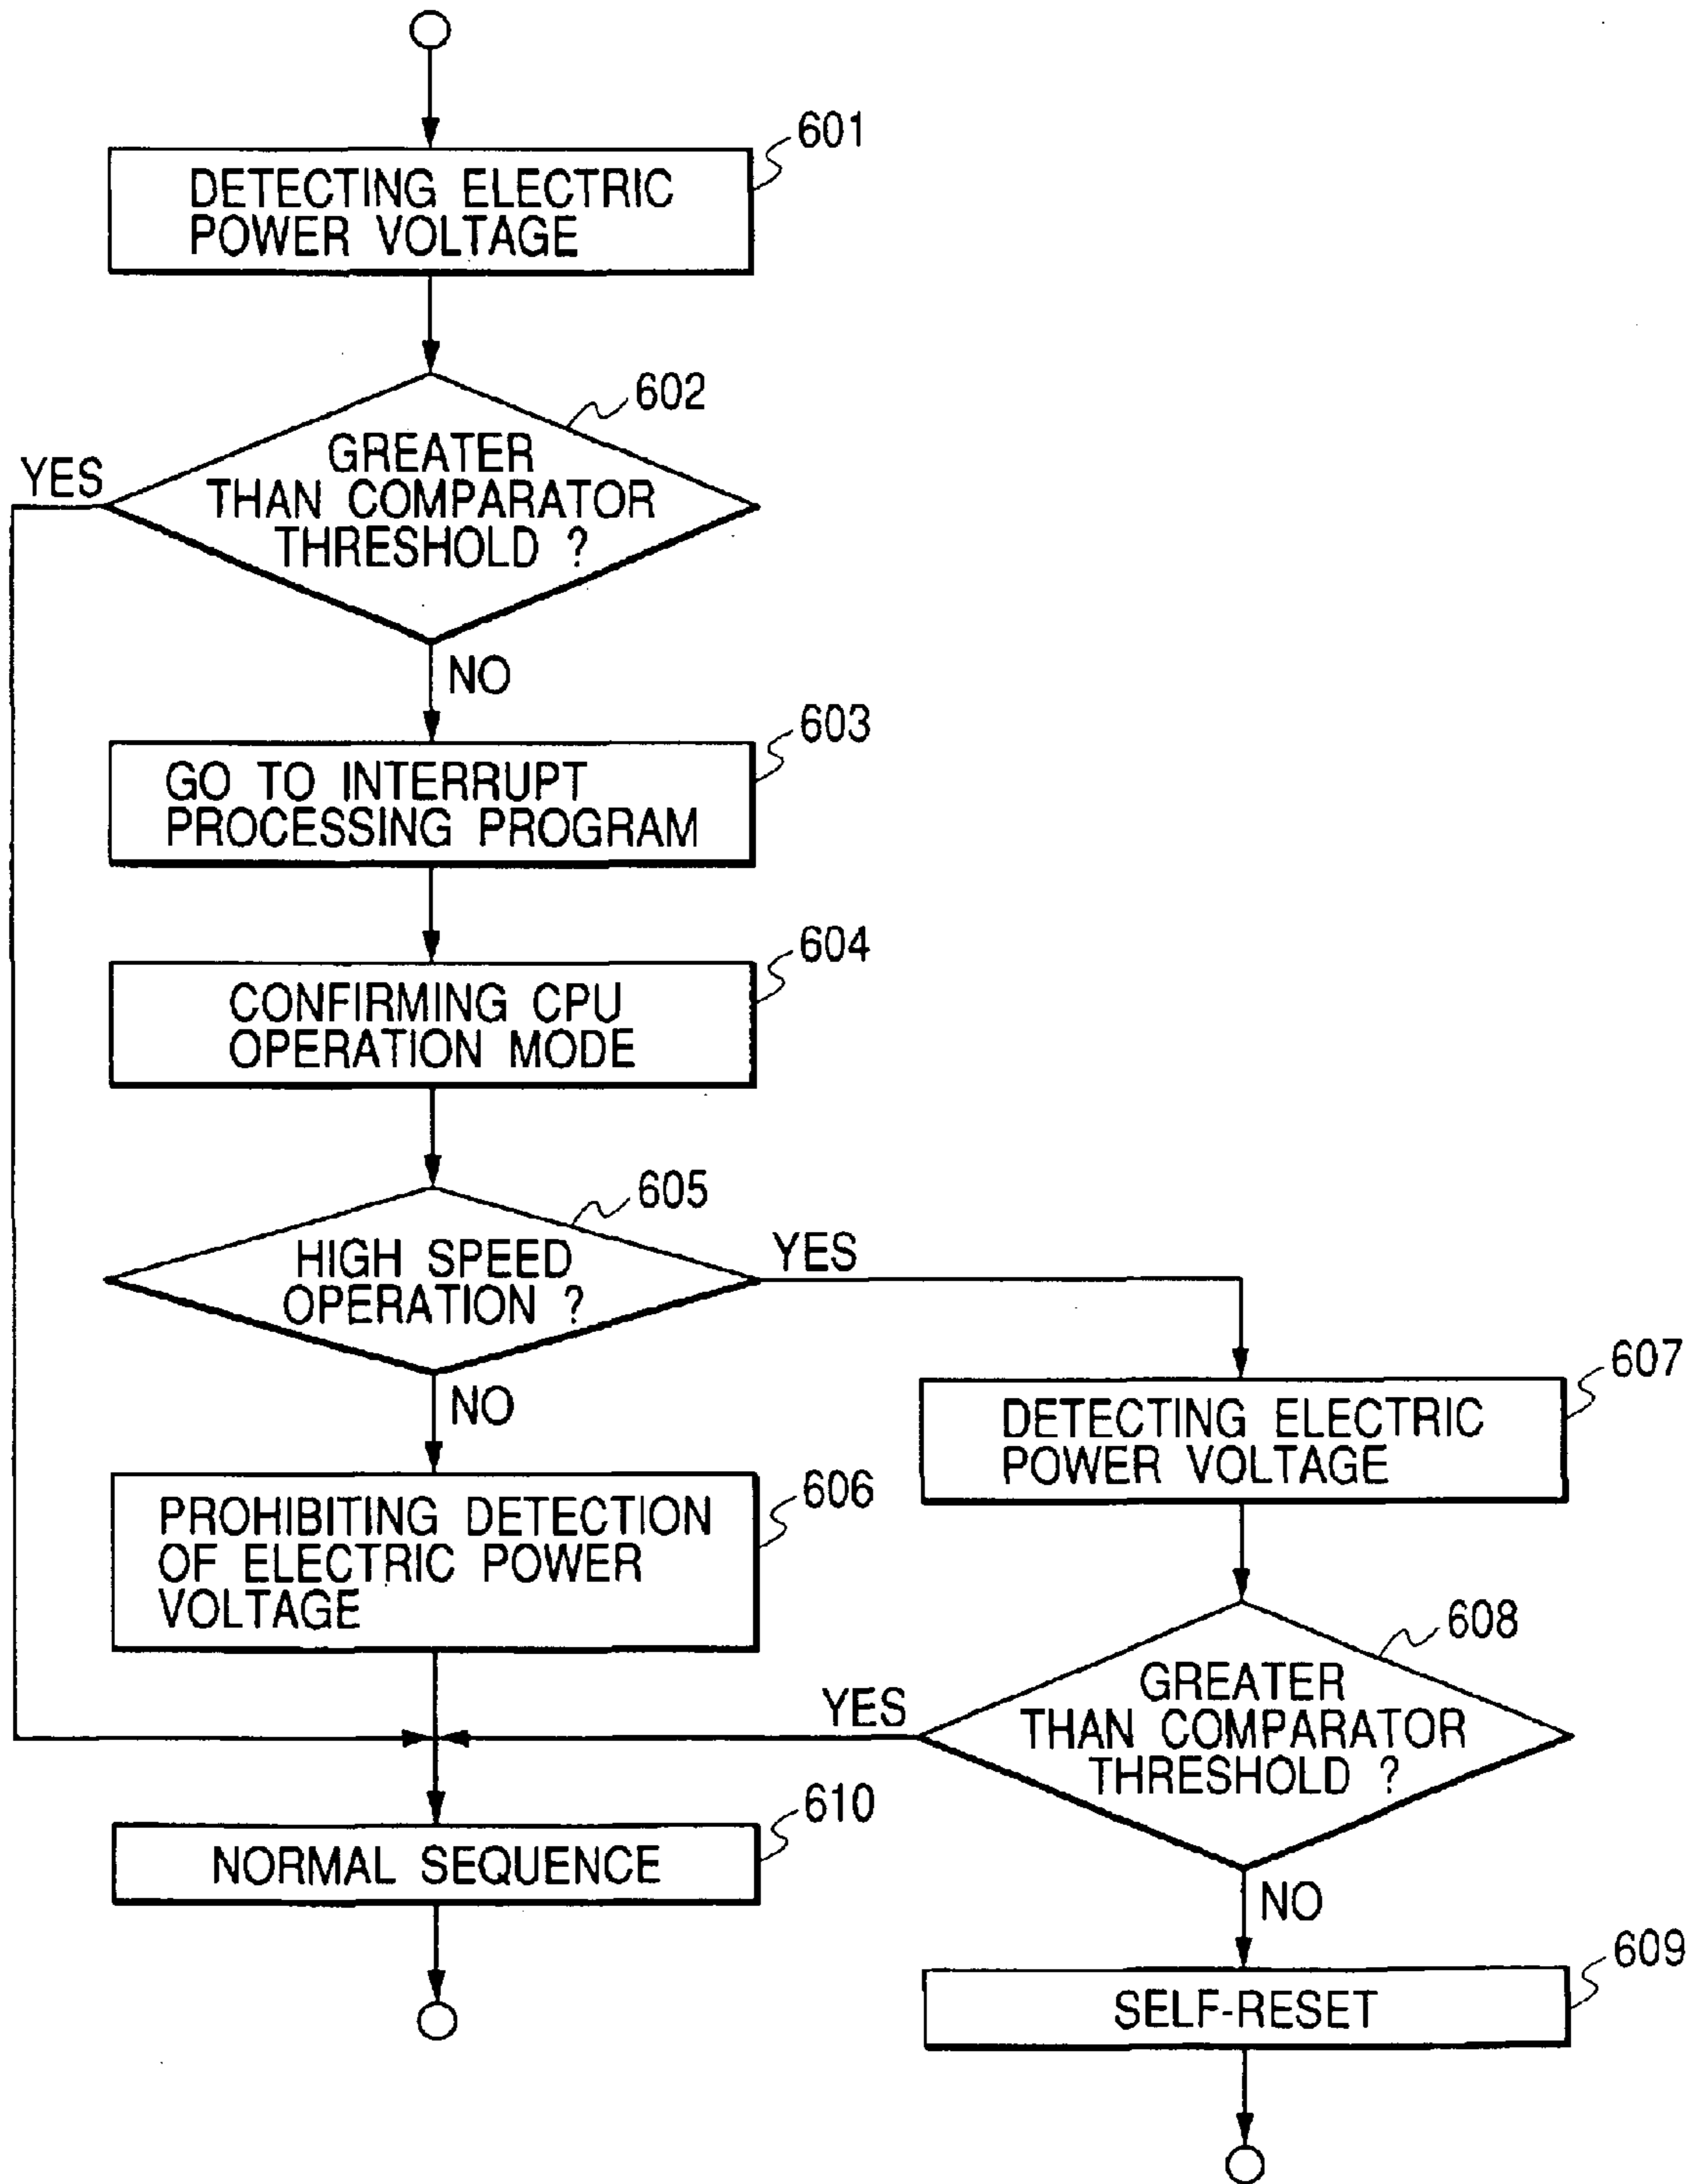 601
DETECTING ELECTRIC
POWER VOLTAGE
602
GREATER
THAN COMPARATOR
THRESHOLD ?
YES
NO
603
GO TO INTERRUPT
PROCESSING PROGRAM
604
CONFIRMING CPU
OPERATION MODE
605
HIGH SPEED
OPERATION ?
YES
NO
606
PROHIBITING DETECTION
OF ELECTRIC POWER
VOLTAGE
607
DETECTING ELECTRIC
POWER VOLTAGE
608
GREATER
THAN COMPARATOR
THRESHOLD ?
YES
NO
610
NORMAL SEQUENCE
609
SELF-RESET